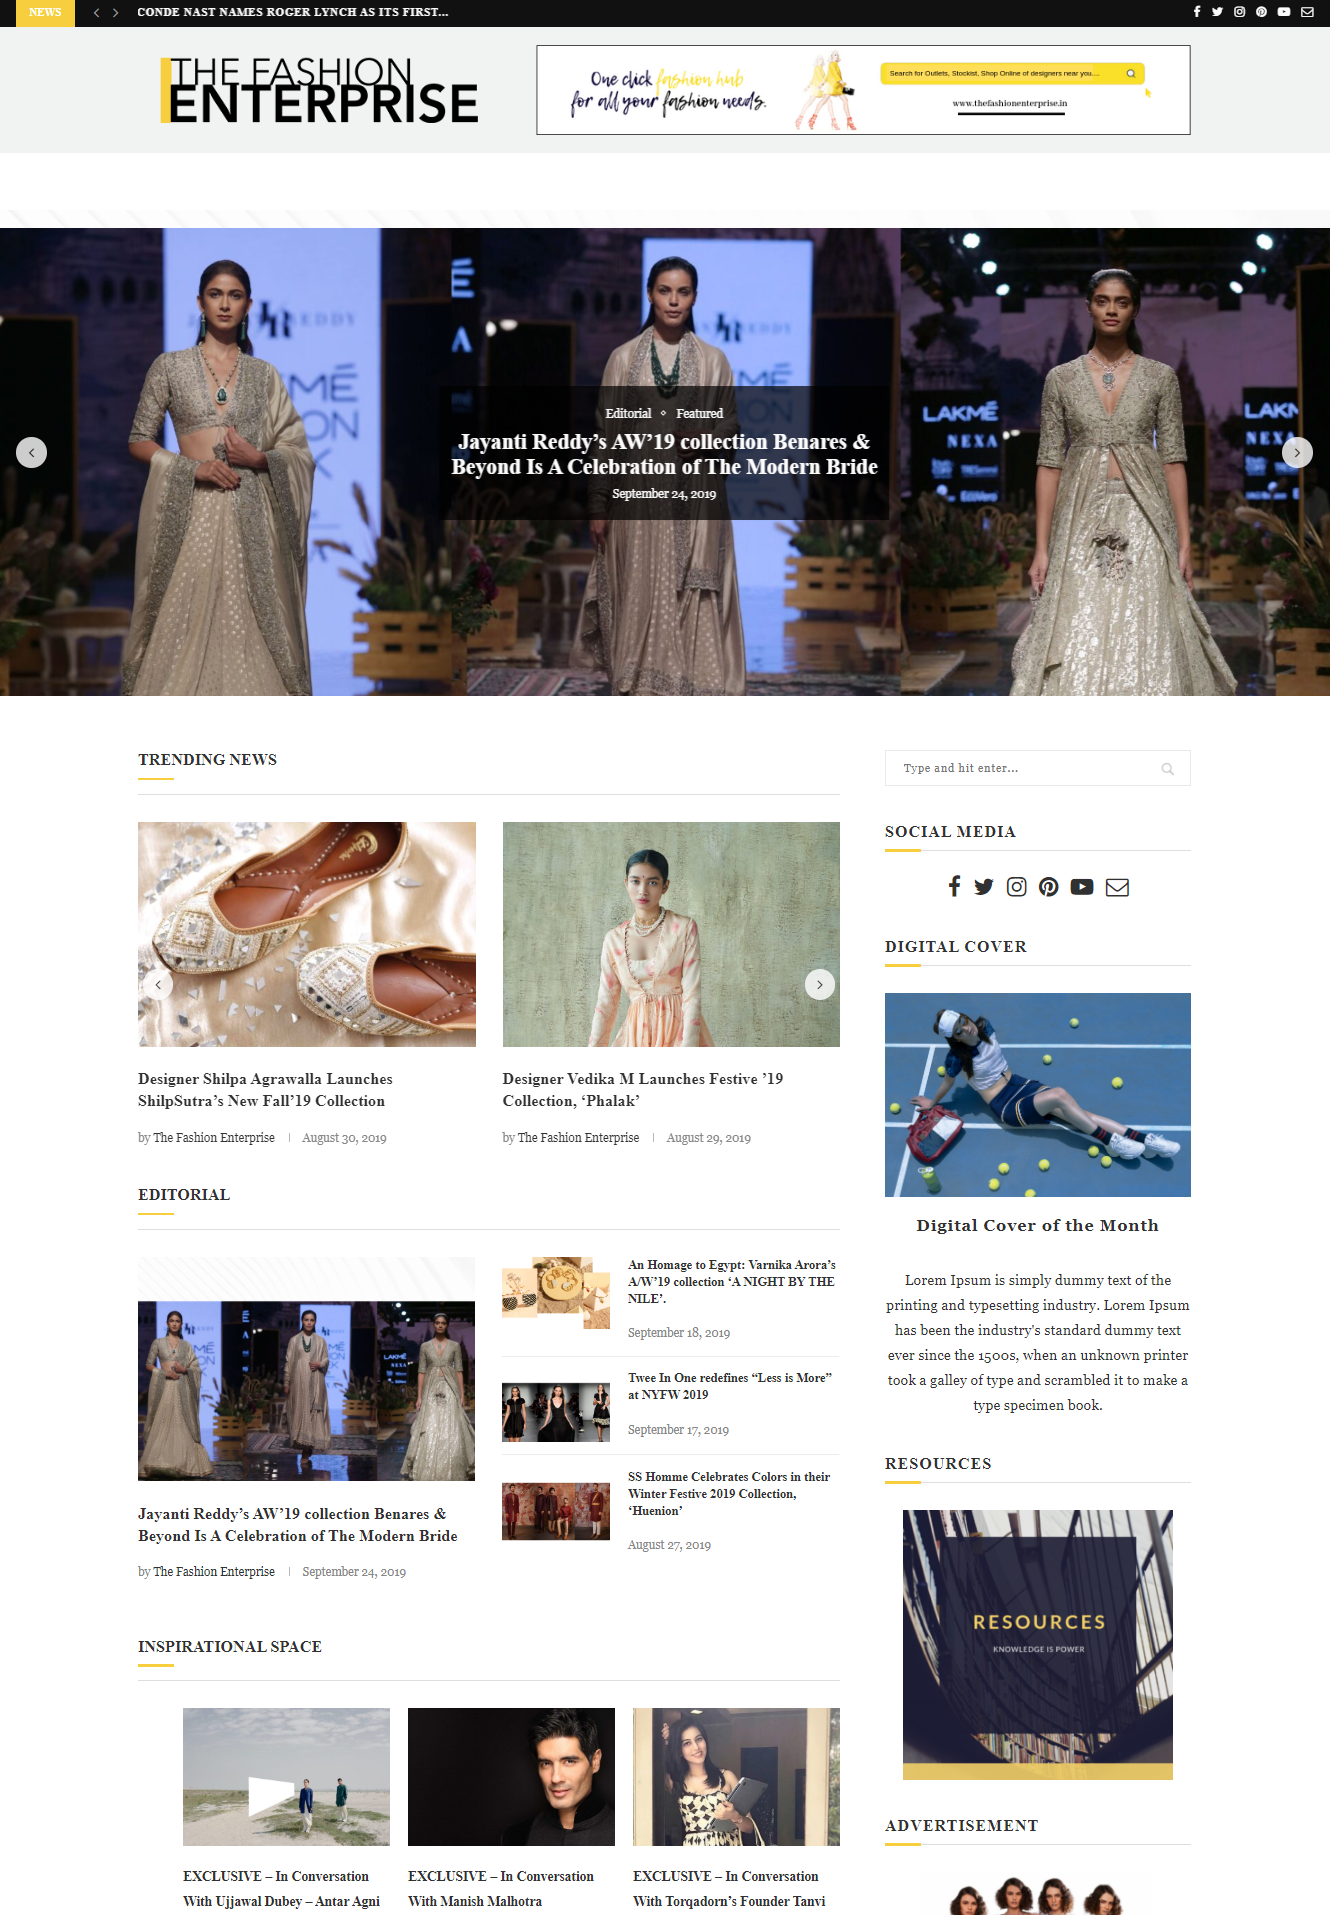 NEWS
CONDE NAST NAMES ROGER LYNCH AS ITS FIRST...
THE FASHION
ENTERPRISE
One click fashion hub
for all your fashion needs.
Search for Outlets, Stockist, Shop Online of designers near you....
www.thefashionenterprise.in
JR
LAKMÉ
NEXA
Editorial ◇ Featured
Jayanti Reddy’s AW’19 collection Benares &
Beyond Is A Celebration of The Modern Bride
September 24, 2019
TRENDING NEWS
Designer Shilpa Agrawalla Launches
ShilpSutra’s New Fall’19 Collection
by The Fashion Enterprise | August 30, 2019
Designer Vedika M Launches Festive ’19
Collection, ‘Phalak’
by The Fashion Enterprise | August 29, 2019
EDITORIAL
Jayanti Reddy’s AW’19 collection Benares &
Beyond Is A Celebration of The Modern Bride
by The Fashion Enterprise | September 24, 2019
An Homage to Egypt: Varnika Arora’s
A/W’19 collection ‘A NIGHT BY THE
NILE’.
September 18, 2019
Twee In One redefines “Less is More”
at NYFW 2019
September 17, 2019
SS Homme Celebrates Colors in their
Winter Festive 2019 Collection,
‘Huenion’
August 27, 2019
INSPIRATIONAL SPACE
EXCLUSIVE – In Conversation
With Ujjawal Dubey – Antar Agni
EXCLUSIVE – In Conversation
With Manish Malhotra
EXCLUSIVE – In Conversation
With Torqadorn’s Founder Tanvi
Type and hit enter...
SOCIAL MEDIA
DIGITAL COVER
Digital Cover of the Month
Lorem Ipsum is simply dummy text of the
printing and typesetting industry. Lorem Ipsum
has been the industry's standard dummy text
ever since the 1500s, when an unknown printer
took a galley of type and scrambled it to make a
type specimen book.
RESOURCES
RESOURCES
KNOWLEDGE IS POWER
ADVERTISEMENT